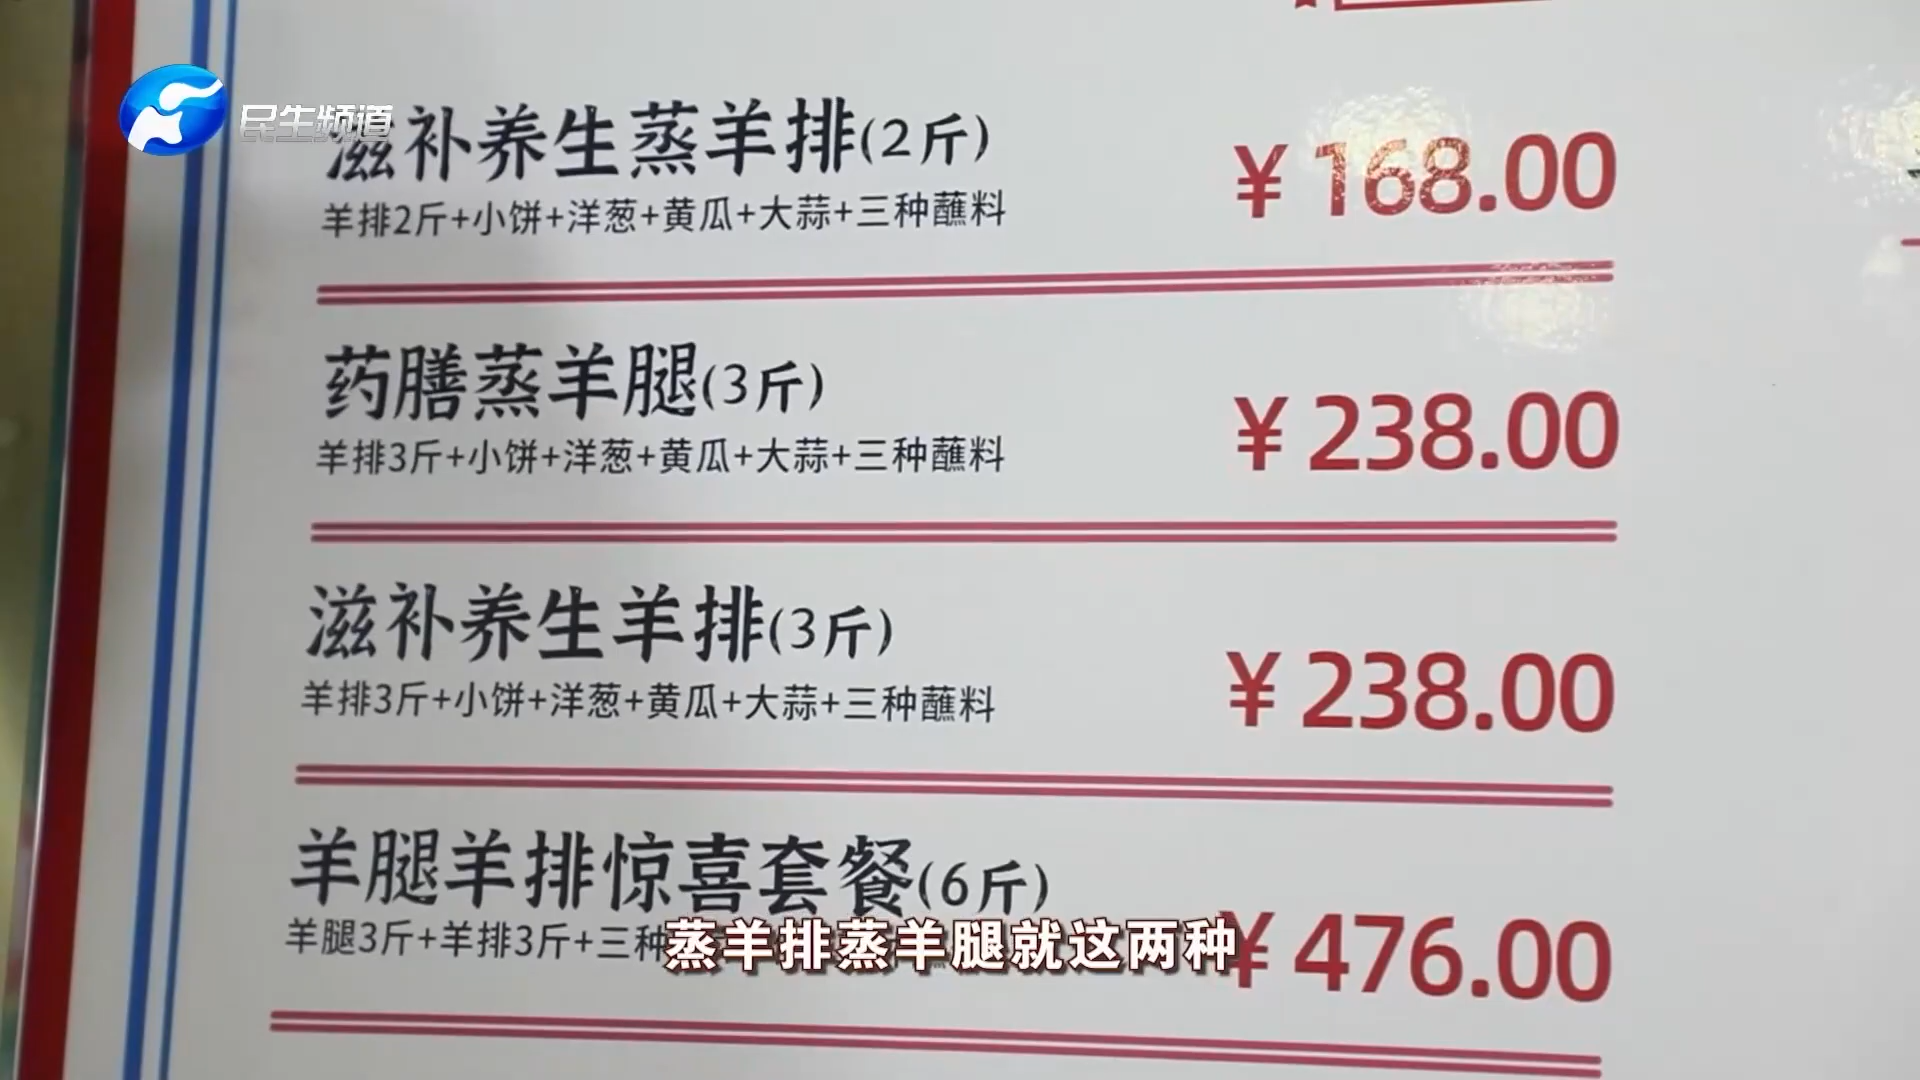 民生频道
滋补养生蒸羊排(2斤)
¥168.00
羊排2斤+小饼+洋葱+黄瓜+大蒜+三种蘸料
药膳蒸羊腿(3斤)
¥238.00
羊排3斤+小饼+洋葱+黄瓜+大蒜+三种蘸料
滋补养生羊排(3斤)
¥238.00
羊排3斤+小饼+洋葱+黄瓜+大蒜+三种蘸料
羊腿羊排惊喜套餐(6斤)
¥476.00
羊腿3斤+羊排3斤+三种
蒸羊排蒸羊腿就这两种